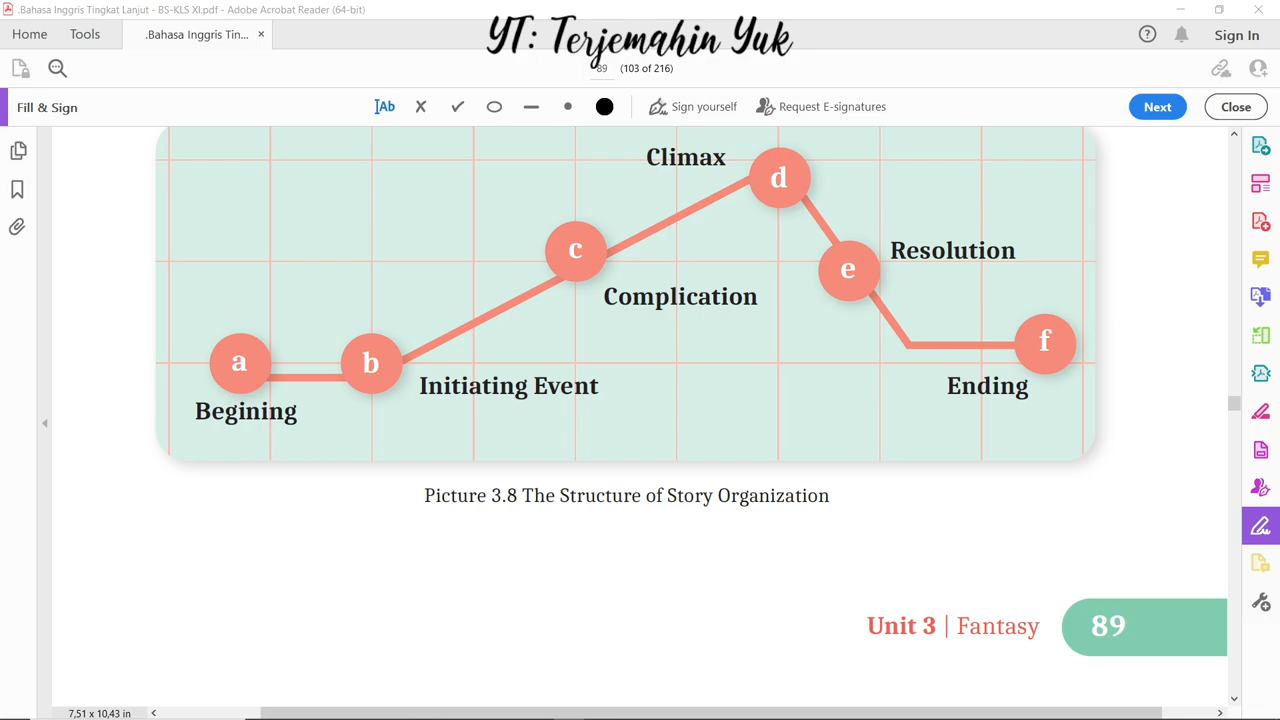 .Bahasa Inggris Tingkat Lanjut - BS-KLS XI.pdf - Adobe Acrobat Reader (64-bit)
Home Tools .Bahasa Inggris Tin... × Sign In
YT: Terjemahin Yuk
89 (103 of 216)
Fill & Sign Ab Sign yourself Request E-signatures Next Close
Climax
d
c
Resolution
e
Complication
a
b
f
Initiating Event
Ending
Begining
Picture 3.8 The Structure of Story Organization
Unit 3 | Fantasy 89
7,51 x 10,43 in